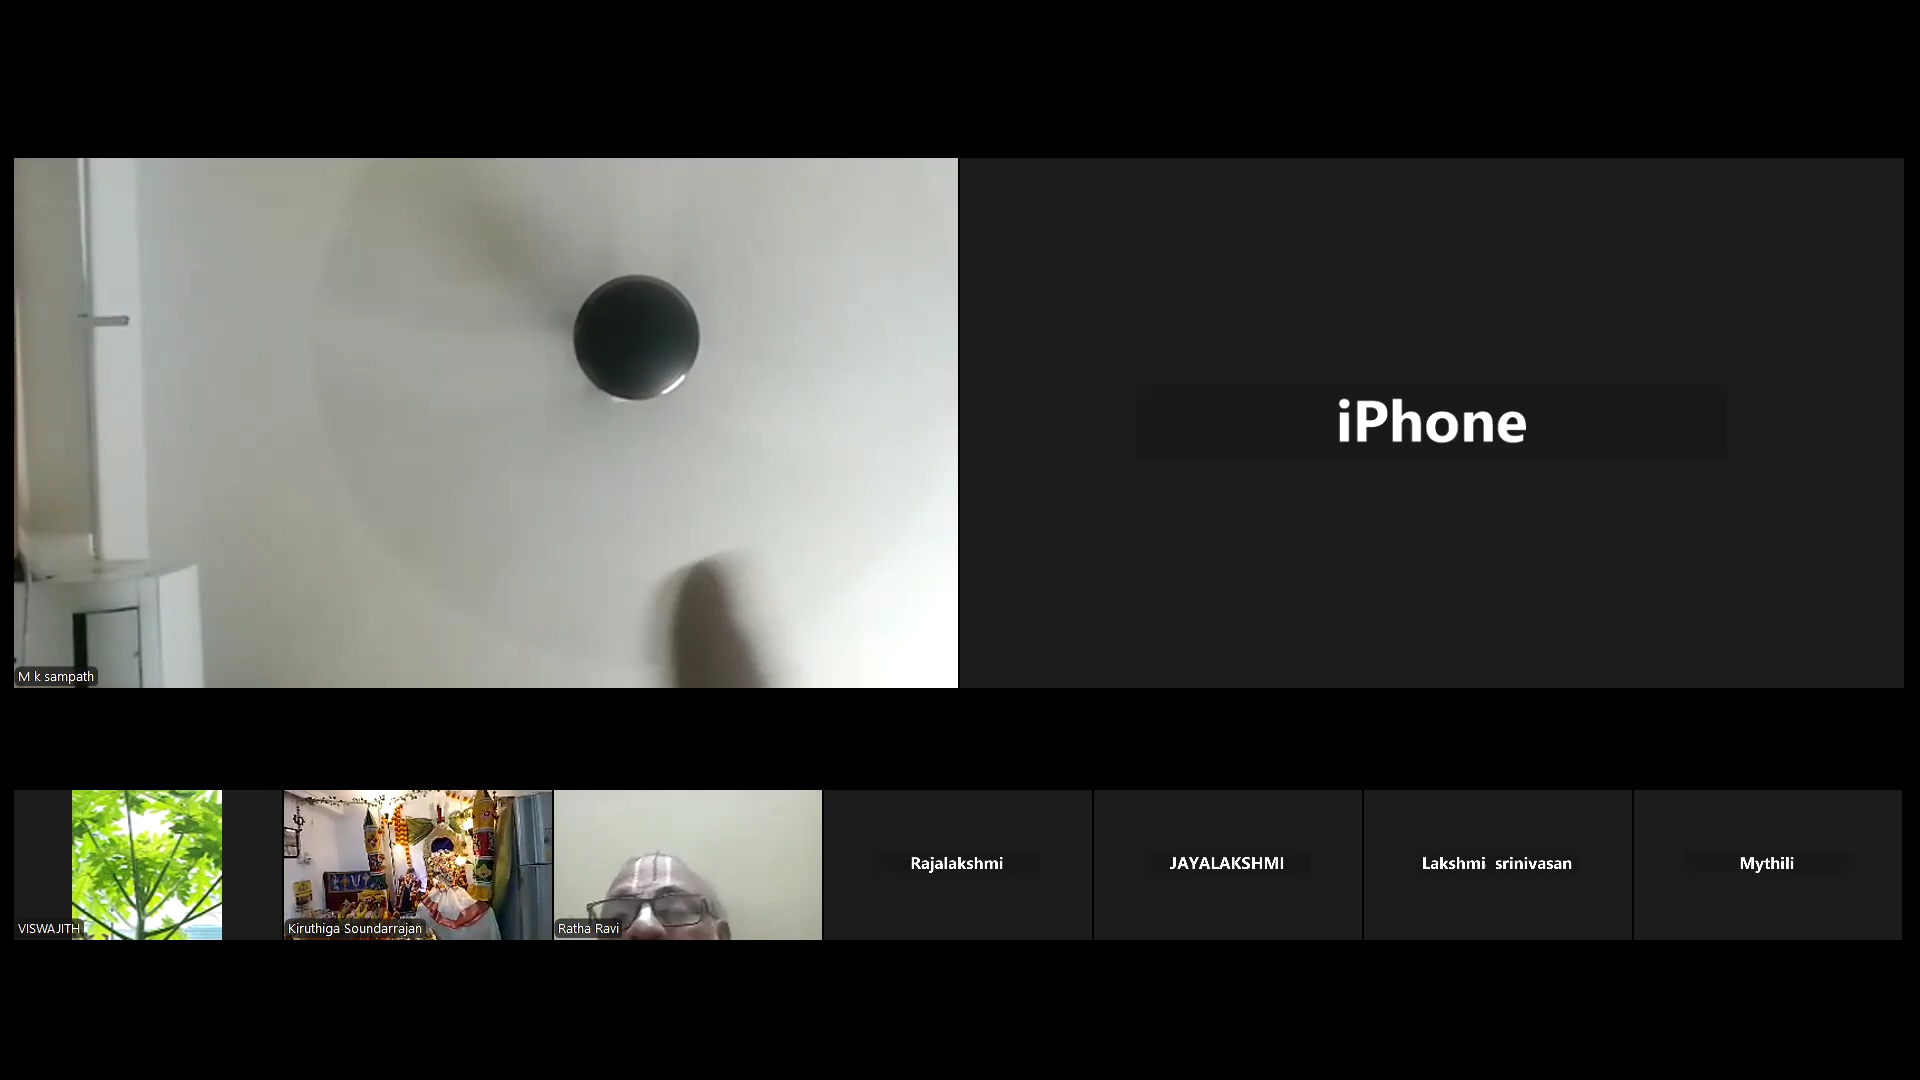 iPhone
M k sampath
VISWAJITH
Kiruthiga Soundarrajan
Ratha Ravi
Rajalakshmi
JAYALAKSHMI
Lakshmi srinivasan
Mythili